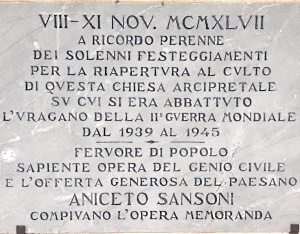 VIII-XI NOV. MCMXLVII
A RICORDO PERENNE
DEI SOLENNI FESTEGGIAMENTI
PER LA RIAPERTURA AL CVLTO
DI QVESTA CHIESA ARCIPRETALE
SV CVI SI ERA ABBATTVTO
L'VRAGANO DELLA IIª GVERRA MONDIALE
DAL 1939 AL 1945
FERVORE DI POPOLO
SAPIENTE OPERA DEL GENIO CIVILE
E L'OFFERTA GENEROSA DEL PAESANO
ANICETO SANSONI
COMPIVANO L'OPERA MEMORANDA